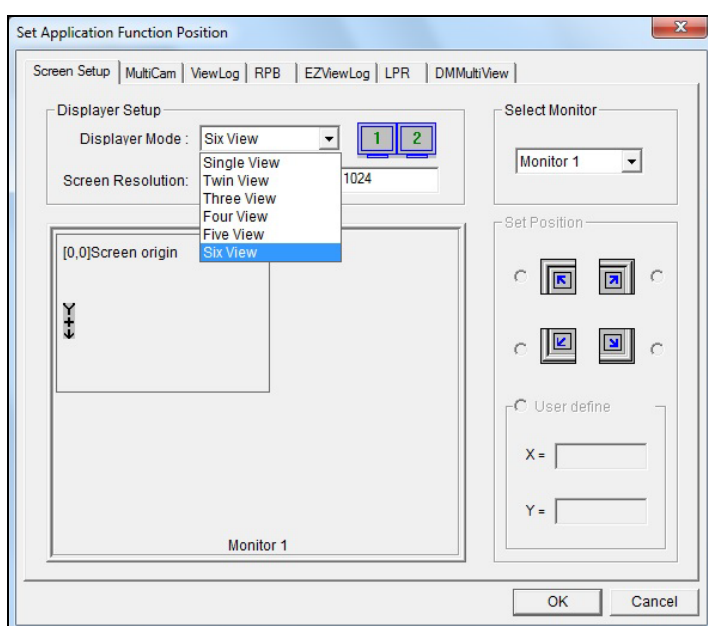 Set Application Function Position
Screen Setup MultiCam ViewLog RPB EZViewLog LPR DMMultiView
Displayer Setup
Displayer Mode : Six View 1 2
Single View
Twin View
Three View
Four View
Five View
Six View
Screen Resolution: 1024
Select Monitor
Monitor 1
[0,0]Screen origin
Y+
Monitor 1
Set Position
User define
X =
Y =
OK Cancel